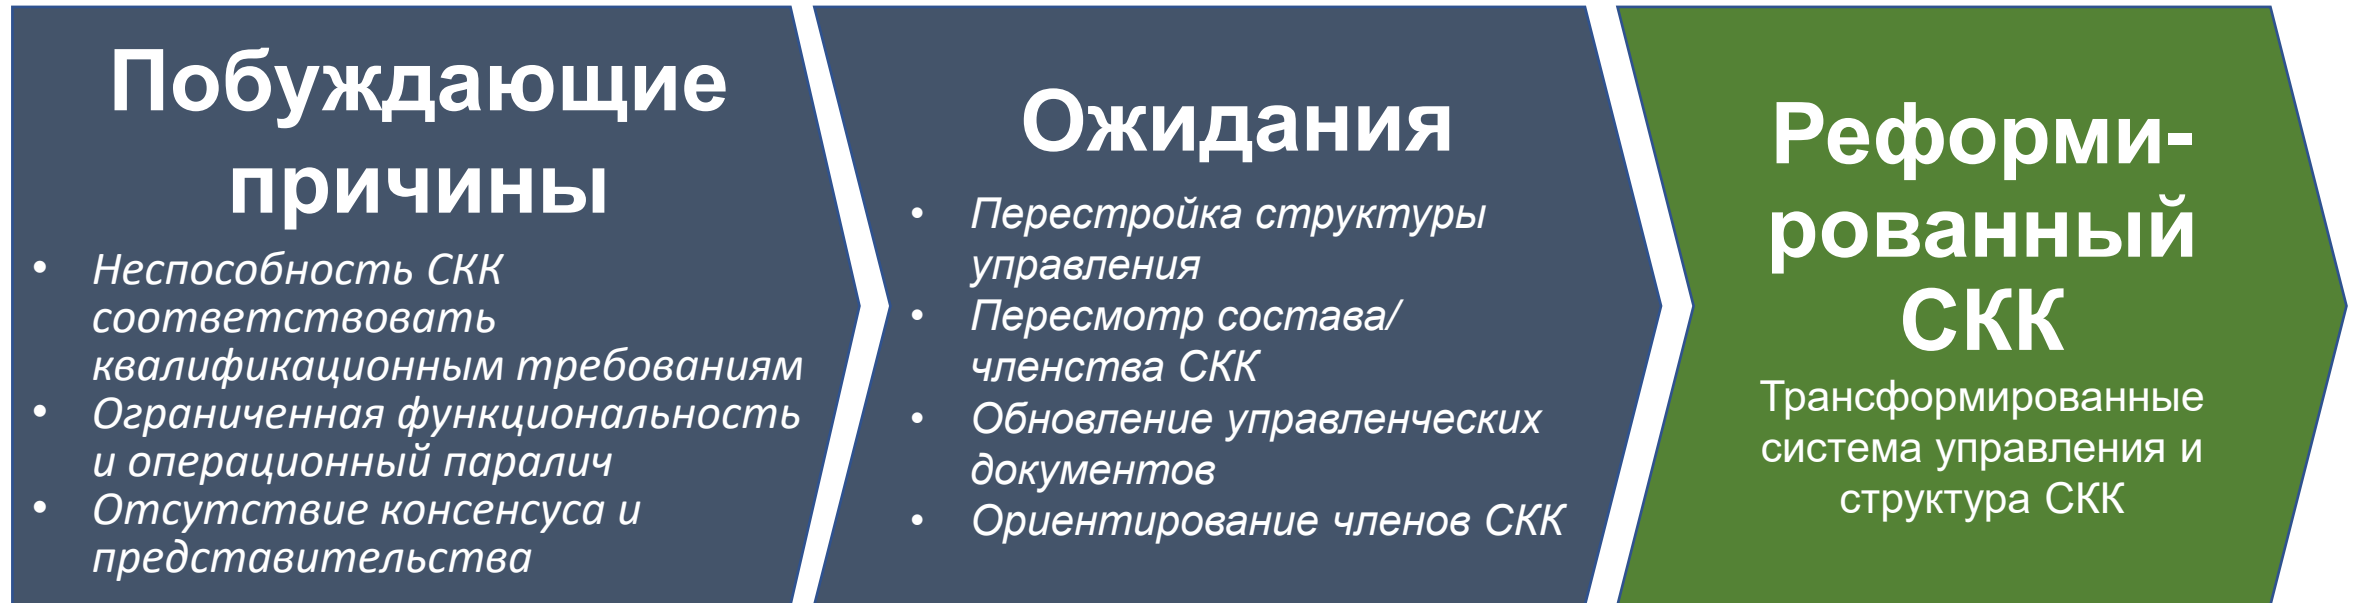 Побуждающие
причины
• Неспособность СКК
соответствовать
квалификационным требованиям
• Ограниченная функциональность
и операционный паралич
• Отсутствие консенсуса и
представительства
Ожидания
• Перестройка структуры
управления
• Пересмотр состава/
членства СКК
• Обновление управленческих
документов
• Ориентирование членов СКК
Реформи-
рованный
СКК
Трансформированные
система управления и
структура СКК